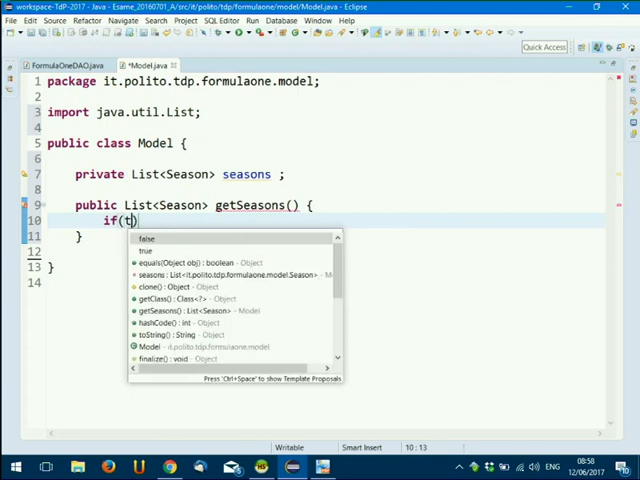 workspace-TdP-2017 - Java - Esame_20160701_A/src/it/polito/tdp/formulaone/model/Model.java - Eclipse
File Edit Source Refactor Navigate Search Project Run Database Window Help
Quick Access
FormulaOneDAO.java *Model.java
1 package it.polito.tdp.formulaone.model;
2
3 import java.util.List;
4
5 public class Model {
6
7 private List<Season> seasons ;
8
9 public List<Season> getSeasons() {
10 if(t)
11 }
12
13 }
14
false
true
equals(Object obj) : boolean - Object
seasons : List<it.polito.tdp.formulaone.model.Season> - M
clone() : Object - Object
getClass() : Class<?> - Object
getSeasons() : List<Season> - Model
hashCode() : int - Object
toString() : String - Object
Model - it.polito.tdp.formulaone.model
finalize() : void - Object
Press 'Ctrl+Space' to show Template Proposals
Writable Smart Insert 10 : 13
08:58
12/06/2017